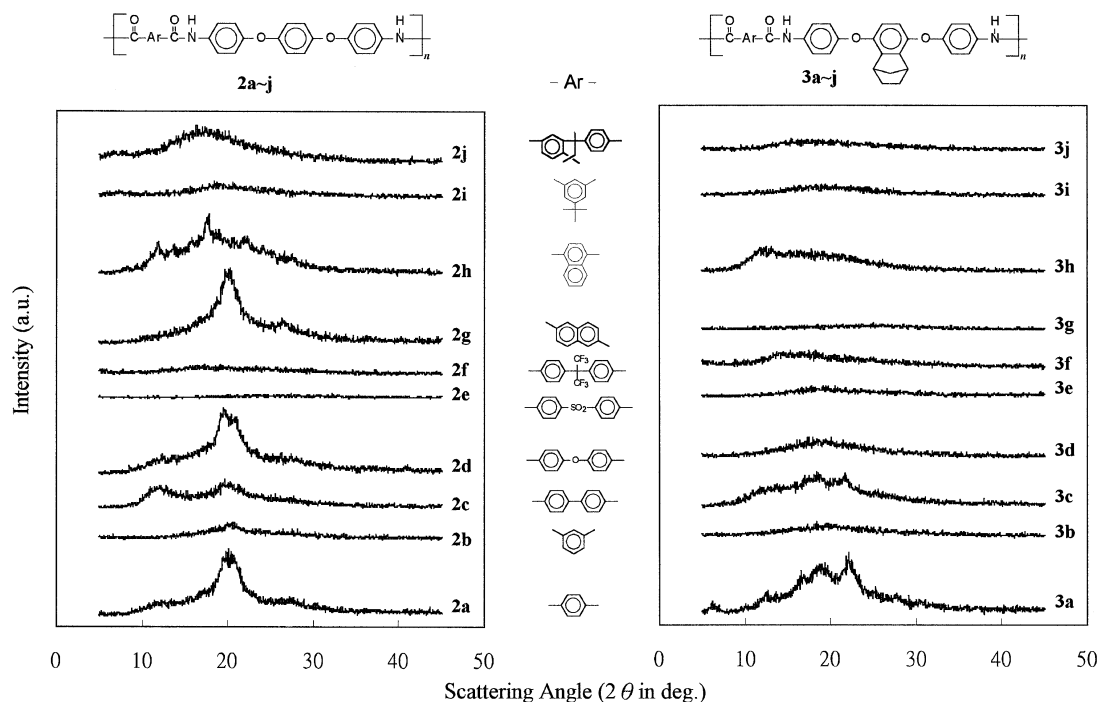 O O H H
C Ar C N O O N n
O O H H
C Ar C N O O N n
2a~j
– Ar –
3a~j
2j
2i
2h
2g
2f
2e
2d
2c
2b
2a
CF3
CF3
SO2
O
3j
3i
3h
3g
3f
3e
3d
3c
3b
3a
Intensity (a.u.)
0 10 20 30 40 50
0 10 20 30 40 50
Scattering Angle (2 θ in deg.)